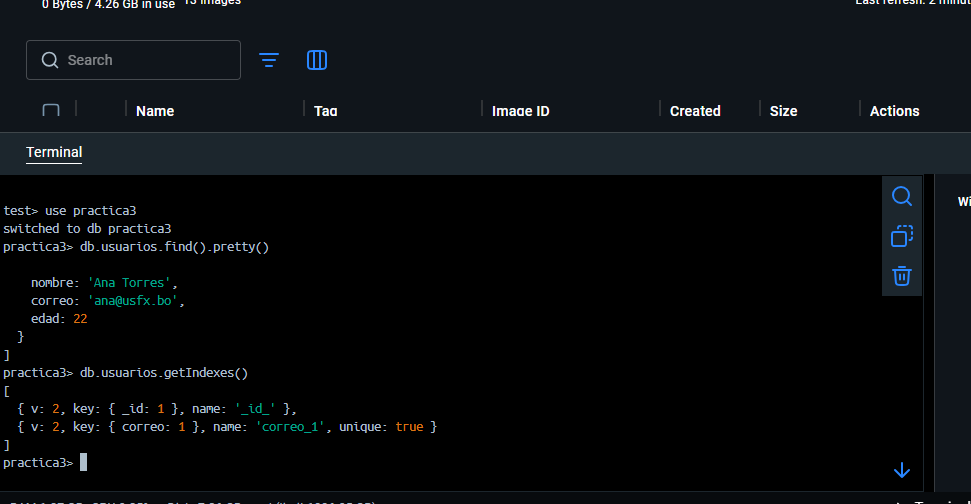 0 Bytes / 4.26 GB in use 13 images
Last refresh: 2 minut
Search
Name Tag Image ID Created Size Actions
Terminal
test> use practica3
switched to db practica3
practica3> db.usuarios.find().pretty()
nombre: 'Ana Torres',
correo: 'ana@usfx.bo',
edad: 22
}
]
practica3> db.usuarios.getIndexes()
[
{ v: 2, key: { _id: 1 }, name: '_id_' },
{ v: 2, key: { correo: 1 }, name: 'correo_1', unique: true }
]
practica3>
Wi